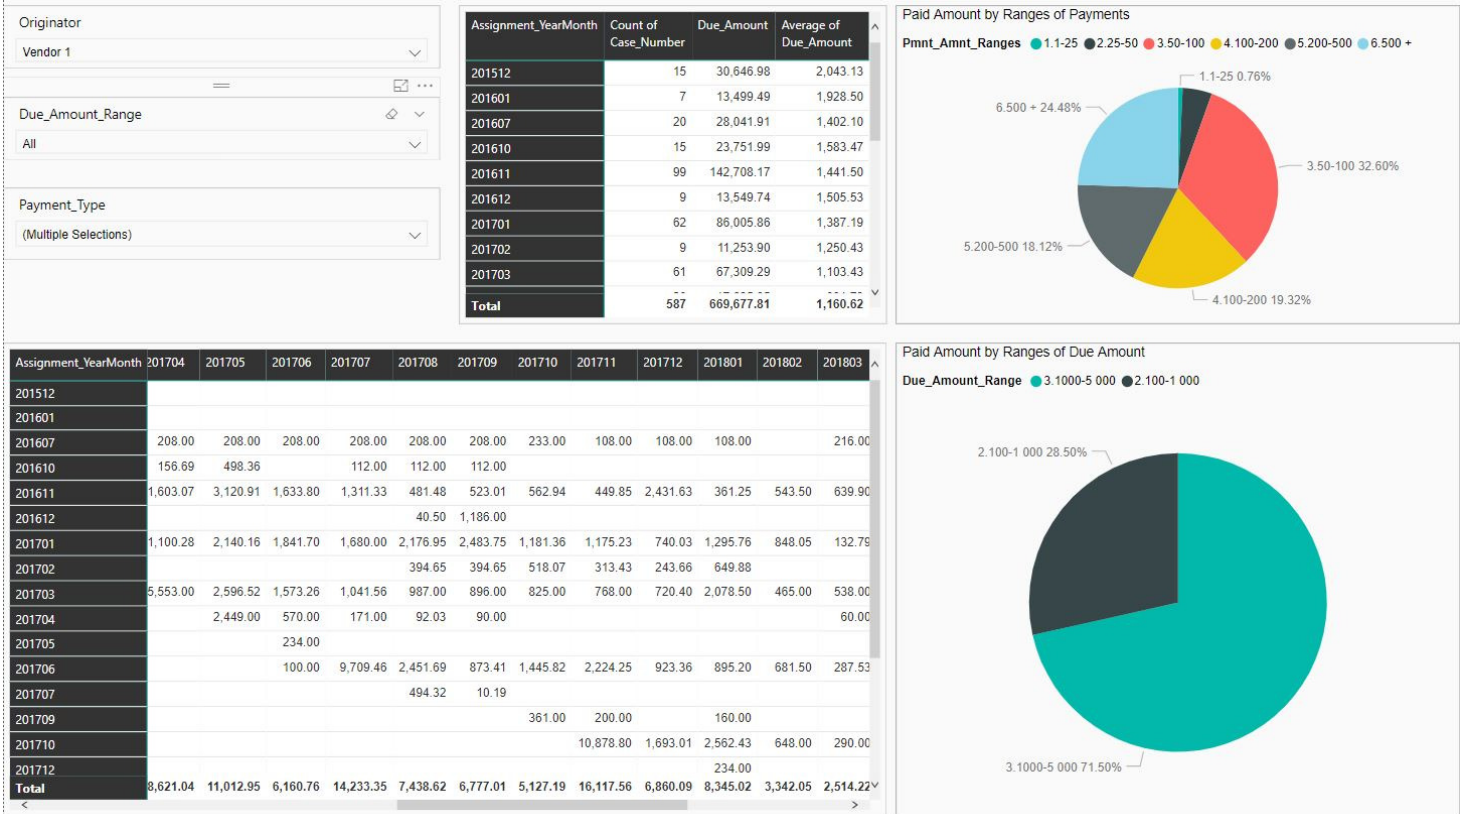 Originator
Vendor 1
Due_Amount_Range
All
Payment_Type
(Multiple Selections)
Assignment_YearMonth Count of Case_Number Due_Amount Average of Due_Amount
201512 15 30,646.98 2,043.13
201601 7 13,499.49 1,928.50
201607 20 28,041.91 1,402.10
201610 15 23,751.99 1,583.47
201611 99 142,708.17 1,441.50
201612 9 13,549.74 1,505.53
201701 62 86,005.86 1,387.19
201702 9 11,253.90 1,250.43
201703 61 67,309.29 1,103.43
Total 587 669,677.81 1,160.62
Paid Amount by Ranges of Payments
Pmnt_Amnt_Ranges 1.1-25 2.25-50 3.50-100 4.100-200 5.200-500 6.500 +
1.1-25 0.76%
6.500 + 24.48%
3.50-100 32.60%
5.200-500 18.12%
4.100-200 19.32%
Assignment_YearMonth 201704 201705 201706 201707 201708 201709 201710 201711 201712 201801 201802 201803
201512
201601
201607 208.00 208.00 208.00 208.00 208.00 208.00 233.00 108.00 108.00 108.00 216.00
201610 156.69 498.36 112.00 112.00 112.00
201611 1,603.07 3,120.91 1,633.80 1,311.33 481.48 523.01 562.94 449.85 2,431.63 361.25 543.50 639.90
201612 40.50 1,186.00
201701 1,100.28 2,140.16 1,841.70 1,680.00 2,176.95 2,483.75 1,181.36 1,175.23 740.03 1,295.76 848.05 132.79
201702 394.65 394.65 518.07 313.43 243.66 649.88
201703 5,553.00 2,596.52 1,573.26 1,041.56 987.00 896.00 825.00 768.00 720.40 2,078.50 465.00 538.00
201704 2,449.00 570.00 171.00 92.03 90.00 60.00
201705 234.00
201706 100.00 9,709.46 2,451.69 873.41 1,445.82 2,224.25 923.36 895.20 681.50 287.53
201707 494.32 10.19
201709 361.00 200.00 160.00
201710 10,878.80 1,693.01 2,562.43 648.00 290.00
201712 234.00
Total 8,621.04 11,012.95 6,160.76 14,233.35 7,438.62 6,777.01 5,127.19 16,117.56 6,860.09 8,345.02 3,342.05 2,514.22
Paid Amount by Ranges of Due Amount
Due_Amount_Range 3.1000-5 000 2.100-1 000
2.100-1 000 28.50%
3.1000-5 000 71.50%